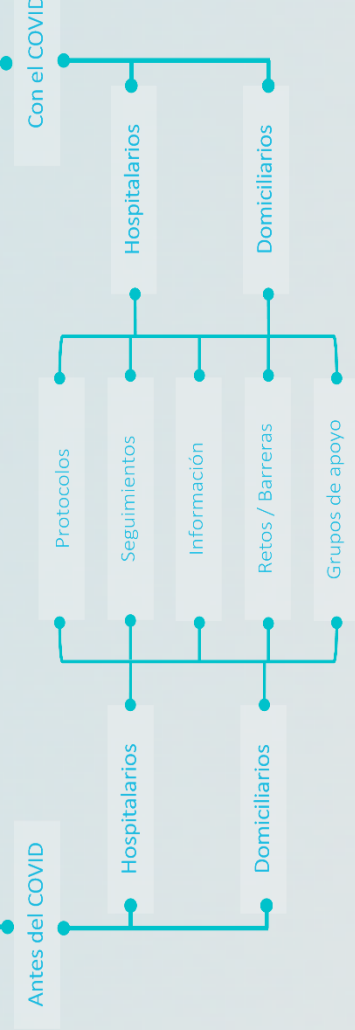 Antes del COVID
Hospitalarios
Domiciliarios
Protocolos
Seguimientos
Información
Retos / Barreras
Grupos de apoyo
Hospitalarios
Domiciliarios
Con el COVID